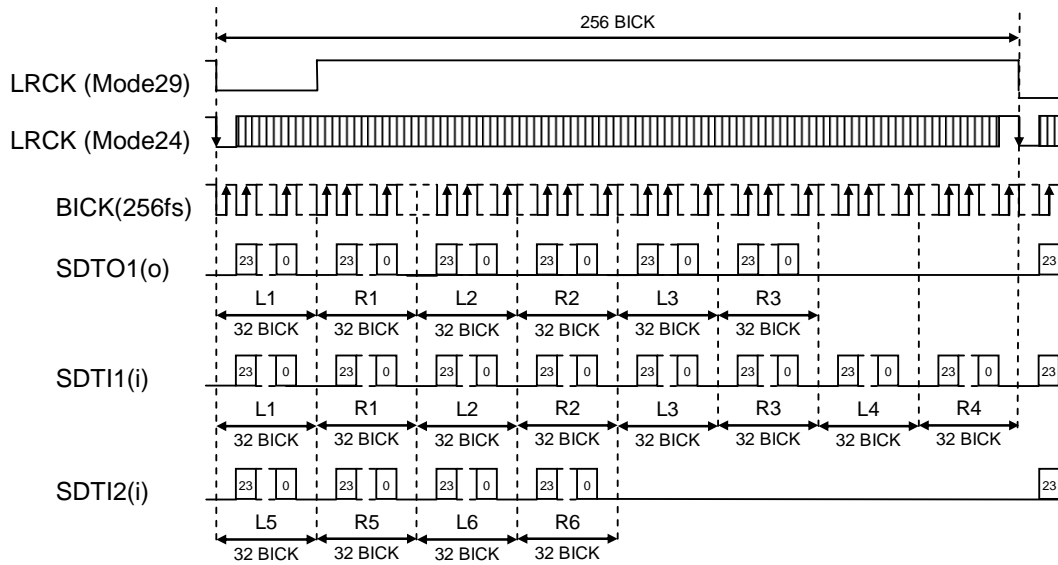 256 BICK
LRCK (Mode29)
LRCK (Mode24)
BICK(256fs)
SDTO1(o)
23 0 23 0 23 0 23 0 23 0 23 0 23
L1 R1 L2 R2 L3 R3
32 BICK 32 BICK 32 BICK 32 BICK 32 BICK 32 BICK
SDTI1(i)
23 0 23 0 23 0 23 0 23 0 23 0 23 0 23 0 23
L1 R1 L2 R2 L3 R3 L4 R4
32 BICK 32 BICK 32 BICK 32 BICK 32 BICK 32 BICK 32 BICK 32 BICK
SDTI2(i)
23 0 23 0 23 0 23 0 23
L5 R5 L6 R6
32 BICK 32 BICK 32 BICK 32 BICK